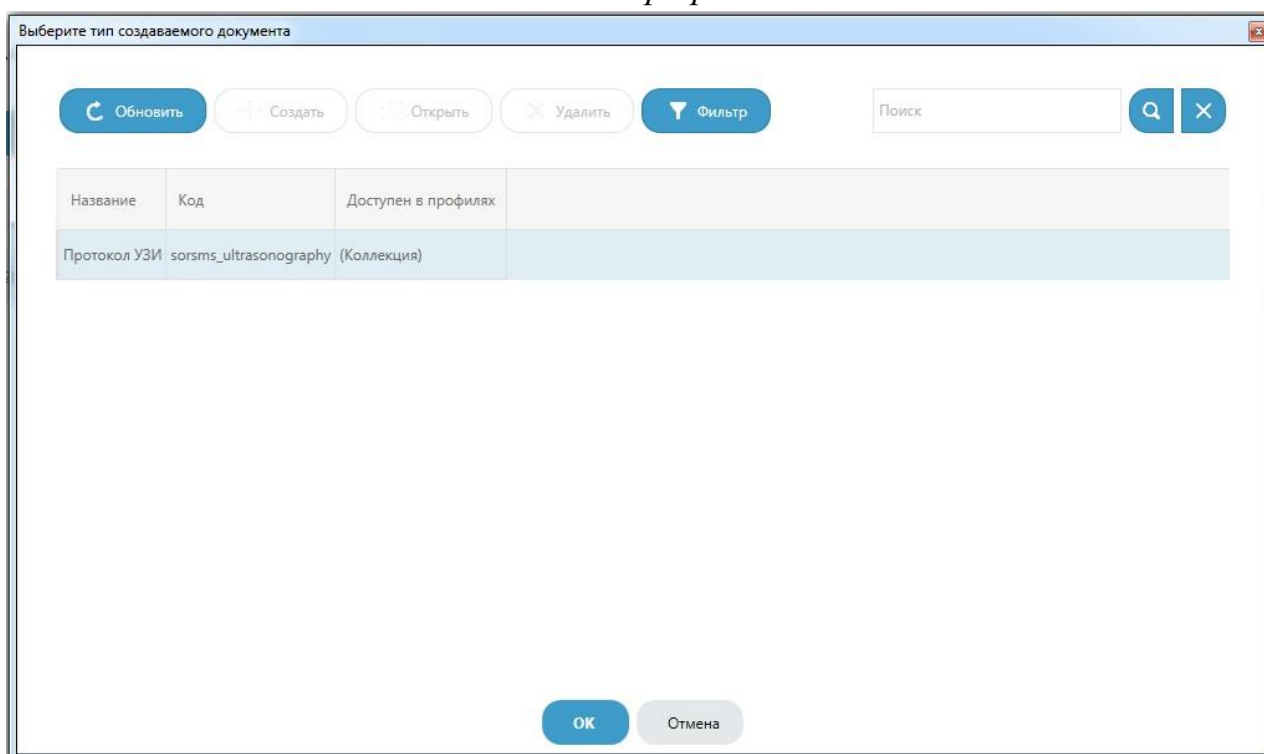 Выберите тип создаваемого документа
Обновить Создать Открыть Удалить Фильтр Поиск
Название Код Доступен в профилях
Протокол УЗИ sorsms_ultrasonography (Коллекция)
ОК Отмена